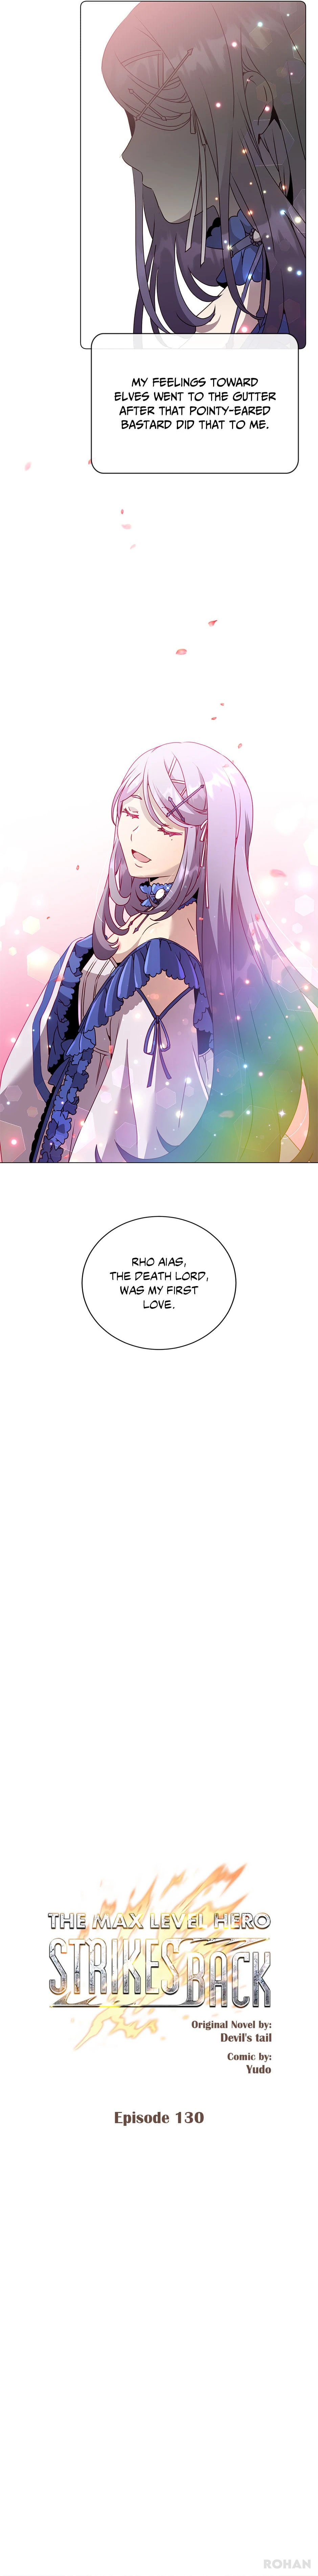 MY FEELINGS TOWARD
ELVES WENT TO THE GUTTER
AFTER THAT POINTY-EARED
BASTARD DID THAT TO ME.
RHO AIAS,
THE DEATH LORD,
WAS MY FIRST
LOVE.
THE MAX LEVEL HERO
STRIKES BACK
Original Novel by:
Devil's tail
Comic by:
Yudo
Episode 130
ROHAN